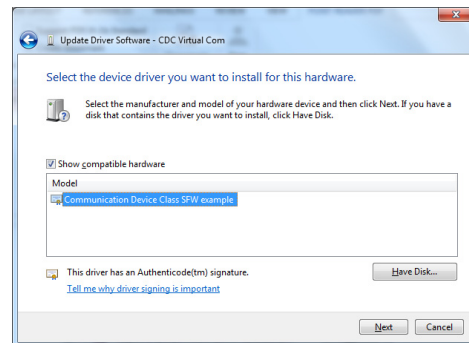 Update Driver Software - CDC Virtual Com
Select the device driver you want to install for this hardware.
Select the manufacturer and model of your hardware device and then click Next. If you have a
disk that contains the driver you want to install, click Have Disk.
Show compatible hardware
Model
Communication Device Class SFW example
This driver has an Authenticode(tm) signature.
Have Disk...
Tell me why driver signing is important
Next
Cancel